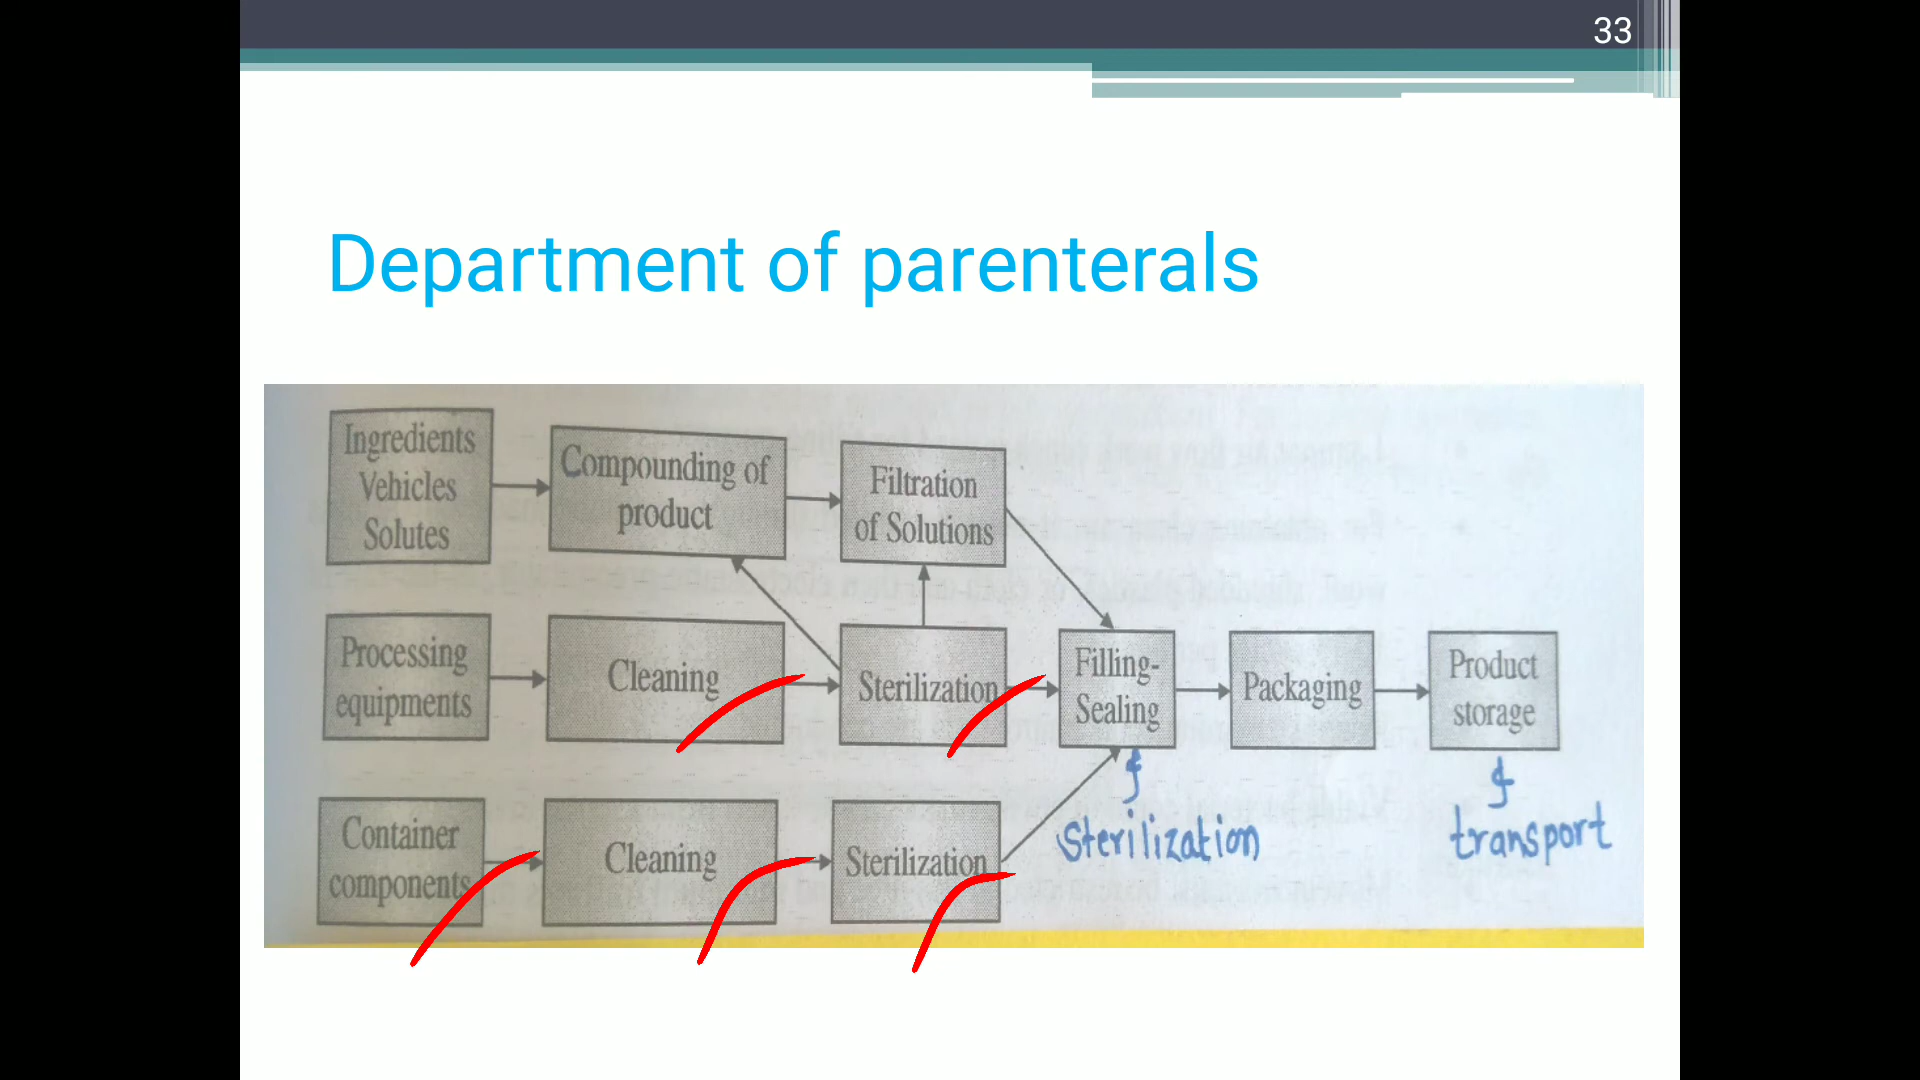 33
Department of parenterals
Ingredients
Vehicles
Solutes
Compounding of
product
Filtration
of Solutions
Processing
equipments
Cleaning
Sterilization
Filling-
Sealing
Packaging
Product
storage
&
Sterilization
&
transport
Container
components
Cleaning
Sterilization